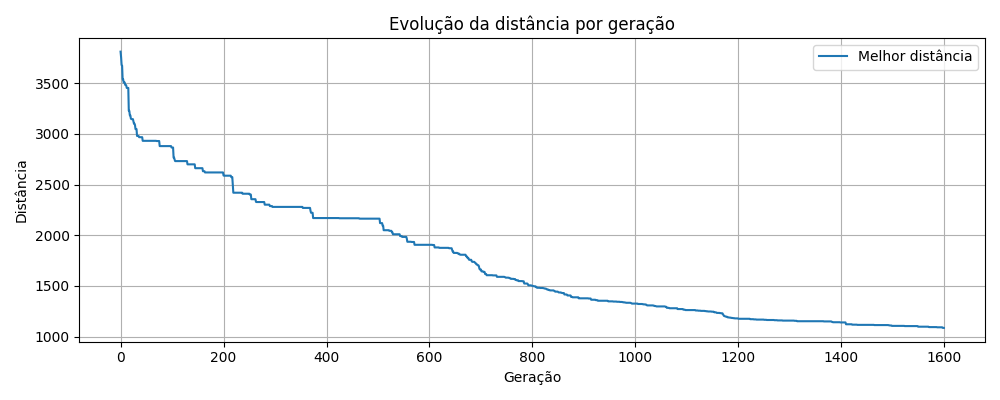 Evolução da distância por geração
Melhor distância
Distância
3500
3000
2500
2000
1500
1000
0 200 400 600 800 1000 1200 1400 1600
Geração